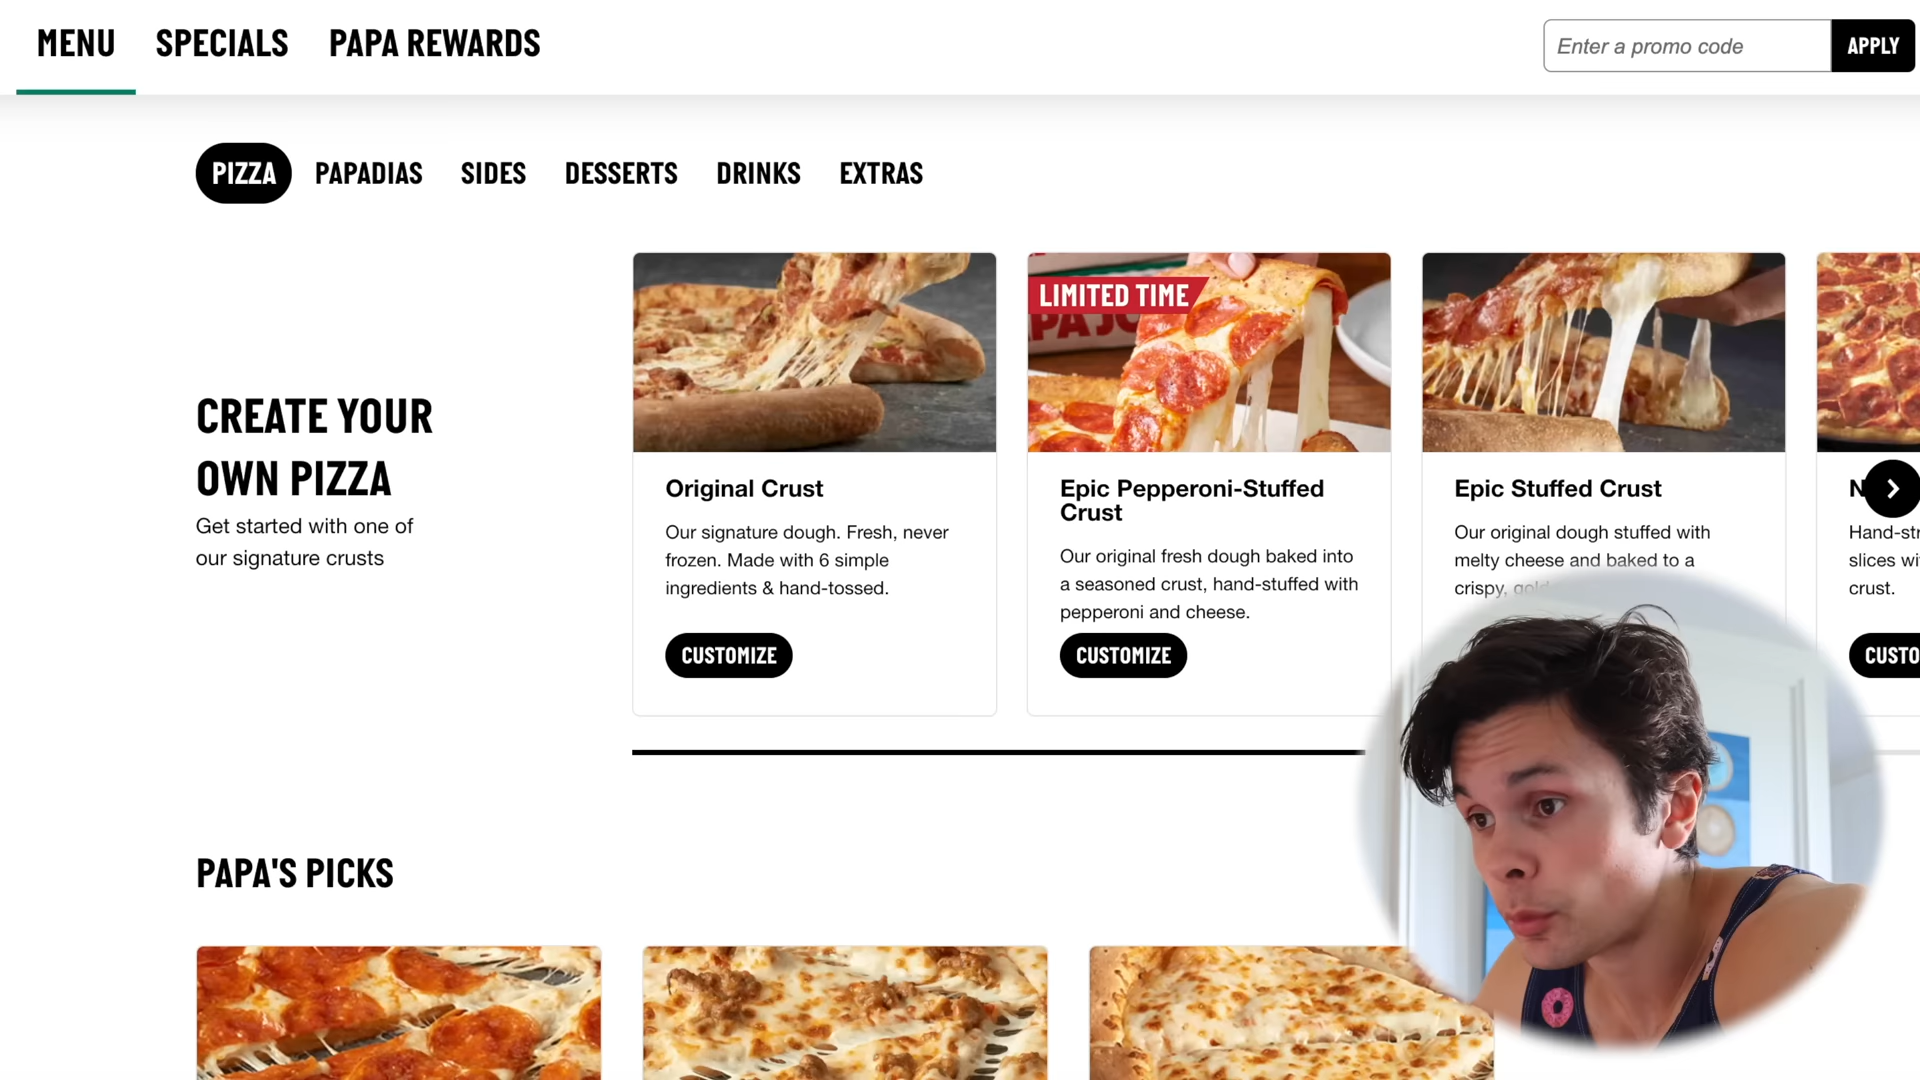 MENU SPECIALS PAPA REWARDS
Enter a promo code APPLY
PIZZA PAPADIAS SIDES DESSERTS DRINKS EXTRAS
CREATE YOUR
OWN PIZZA
Get started with one of
our signature crusts
Original Crust
Our signature dough. Fresh, never
frozen. Made with 6 simple
ingredients & hand-tossed.
CUSTOMIZE
LIMITED TIME
Epic Pepperoni-Stuffed
Crust
Our original fresh dough baked into
a seasoned crust, hand-stuffed with
pepperoni and cheese.
CUSTOMIZE
Epic Stuffed Crust
Our original dough stuffed with
melty cheese and baked to a
crispy,
slices
crust.
PAPA'S PICKS